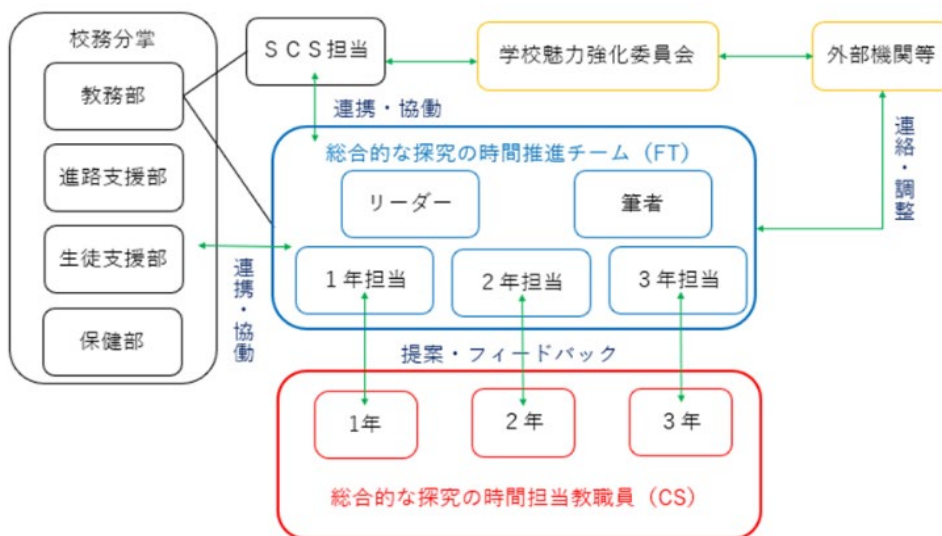 校務分掌
教務部
進路支援部
生徒支援部
保健部
ＳＣＳ担当
学校魅力強化委員会
外部機関等
連携・協働
連絡・調整
総合的な探究の時間推進チーム（FT）
リーダー
筆者
１年担当
２年担当
３年担当
連携・協働
提案・フィードバック
1年
２年
３年
総合的な探究の時間担当教職員（CS）